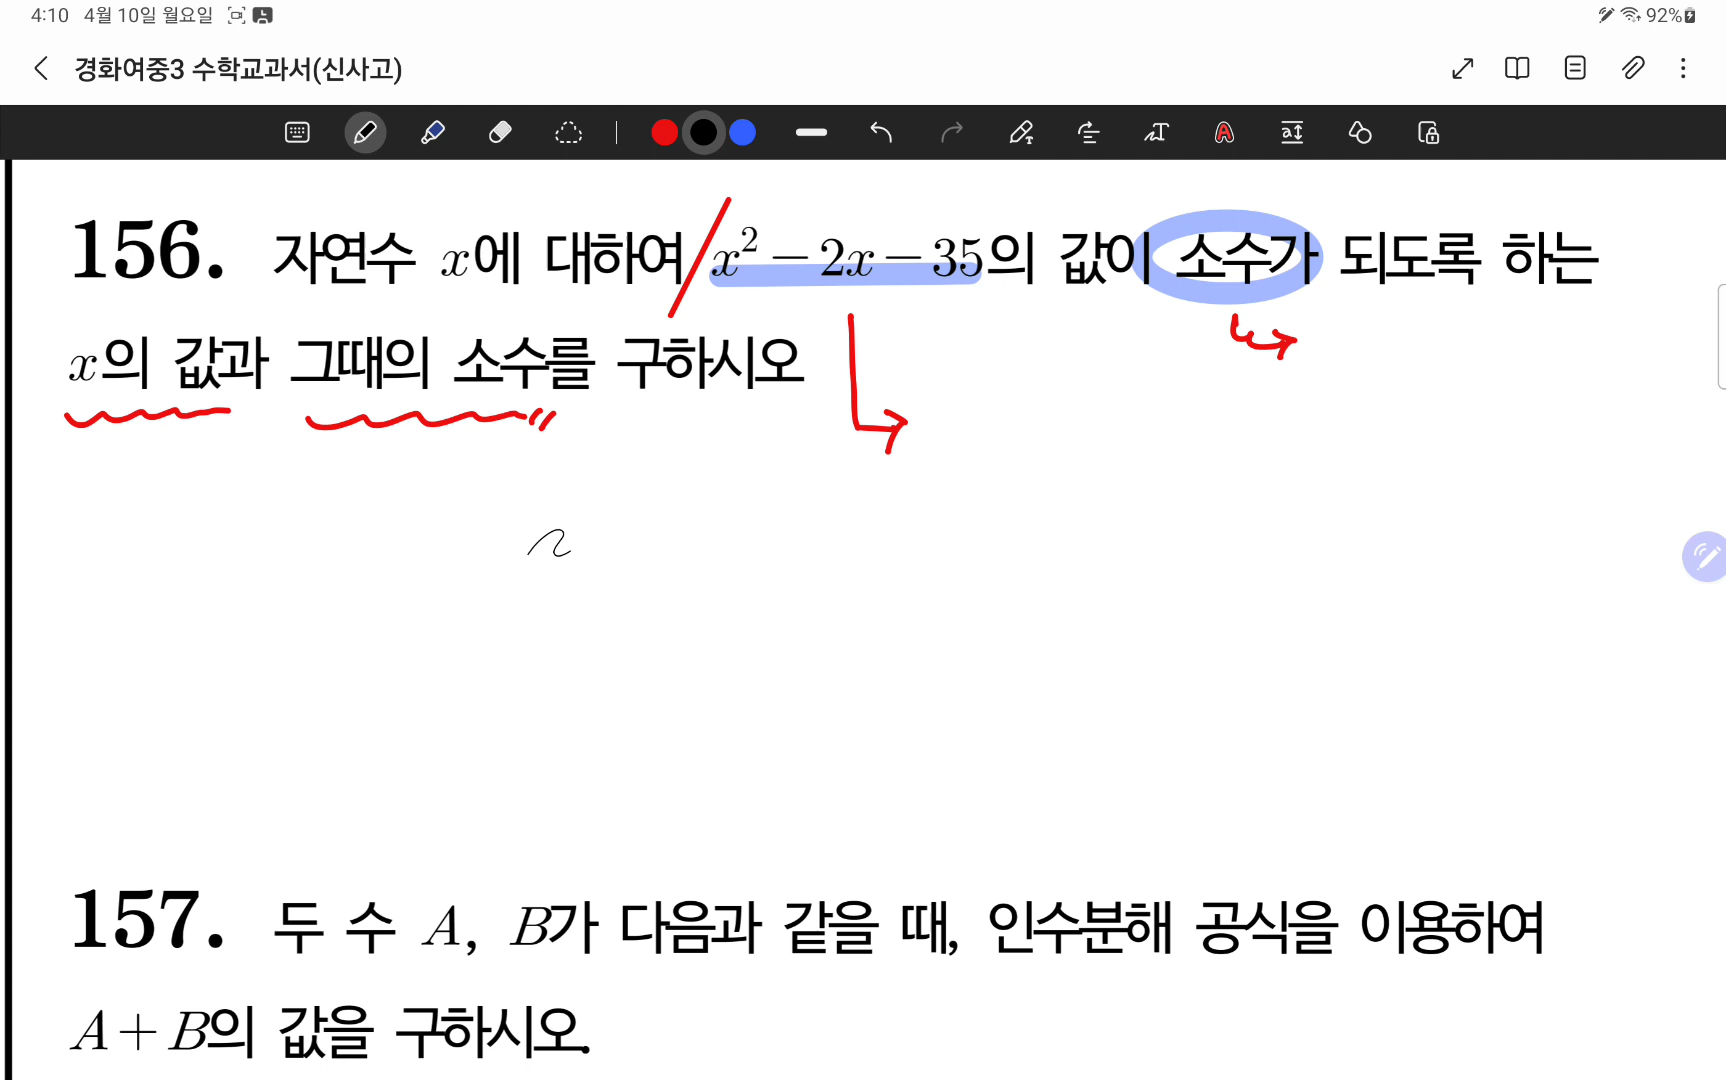 4:10 4월 10일 월요일
92%
경화여중3 수학교과서(신사고)
156. 자연수 x에 대하여 x² − 2x − 35의 값이 소수가 되도록 하는
x의 값과 그때의 소수를 구하시오
157. 두 수 A, B가 다음과 같을 때, 인수분해 공식을 이용하여
A + B의 값을 구하시오.